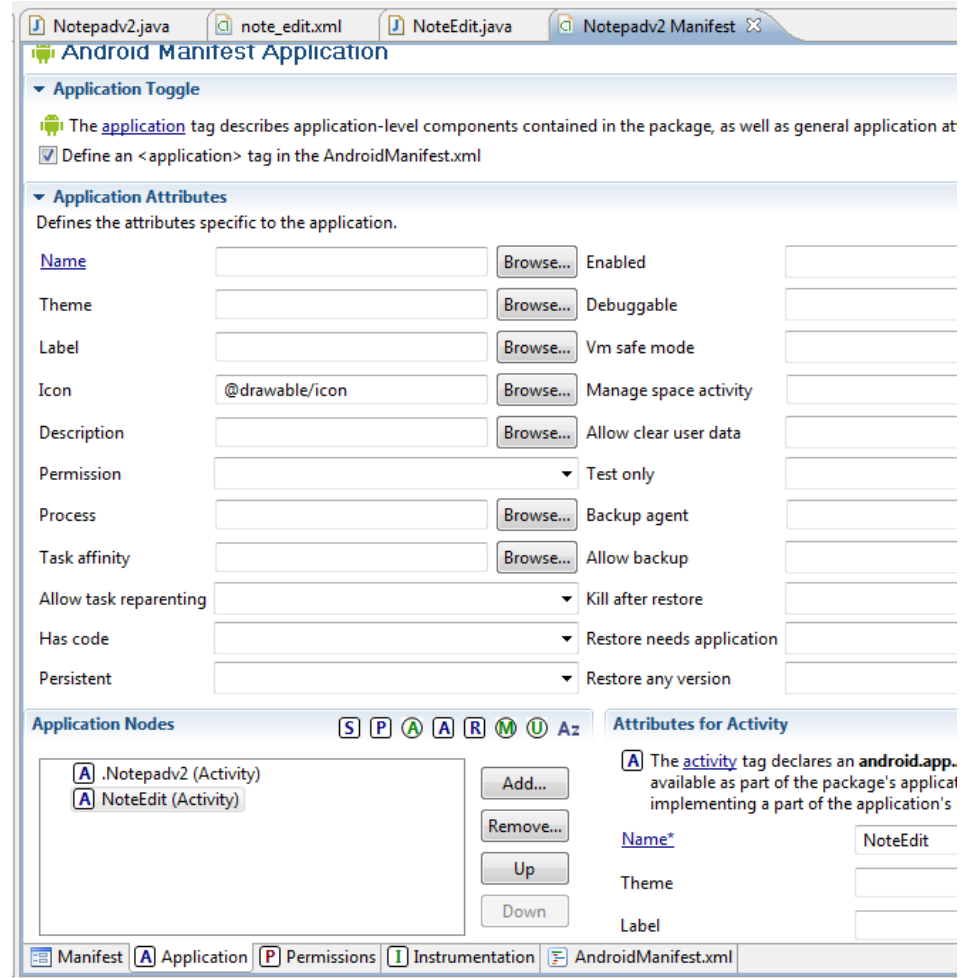 Notepadv2.java note_edit.xml NoteEdit.java Notepadv2 Manifest
Android Manifest Application
Application Toggle
The application tag describes application-level components contained in the package, as well as general application att
Define an <application> tag in the AndroidManifest.xml
Application Attributes
Defines the attributes specific to the application.
Name Browse... Enabled
Theme Browse... Debuggable
Label Browse... Vm safe mode
Icon @drawable/icon Browse... Manage space activity
Description Browse... Allow clear user data
Permission Test only
Process Browse... Backup agent
Task affinity Browse... Allow backup
Allow task reparenting Kill after restore
Has code Restore needs application
Persistent Restore any version
Application Nodes S P A A R M U Az Attributes for Activity
A .Notepadv2 (Activity)
A NoteEdit (Activity)
Add...
Remove...
Up
Down
A The activity tag declares an android.app.
available as part of the package's applicat
implementing a part of the application's
Name* NoteEdit
Theme
Label
Manifest A Application P Permissions I Instrumentation AndroidManifest.xml